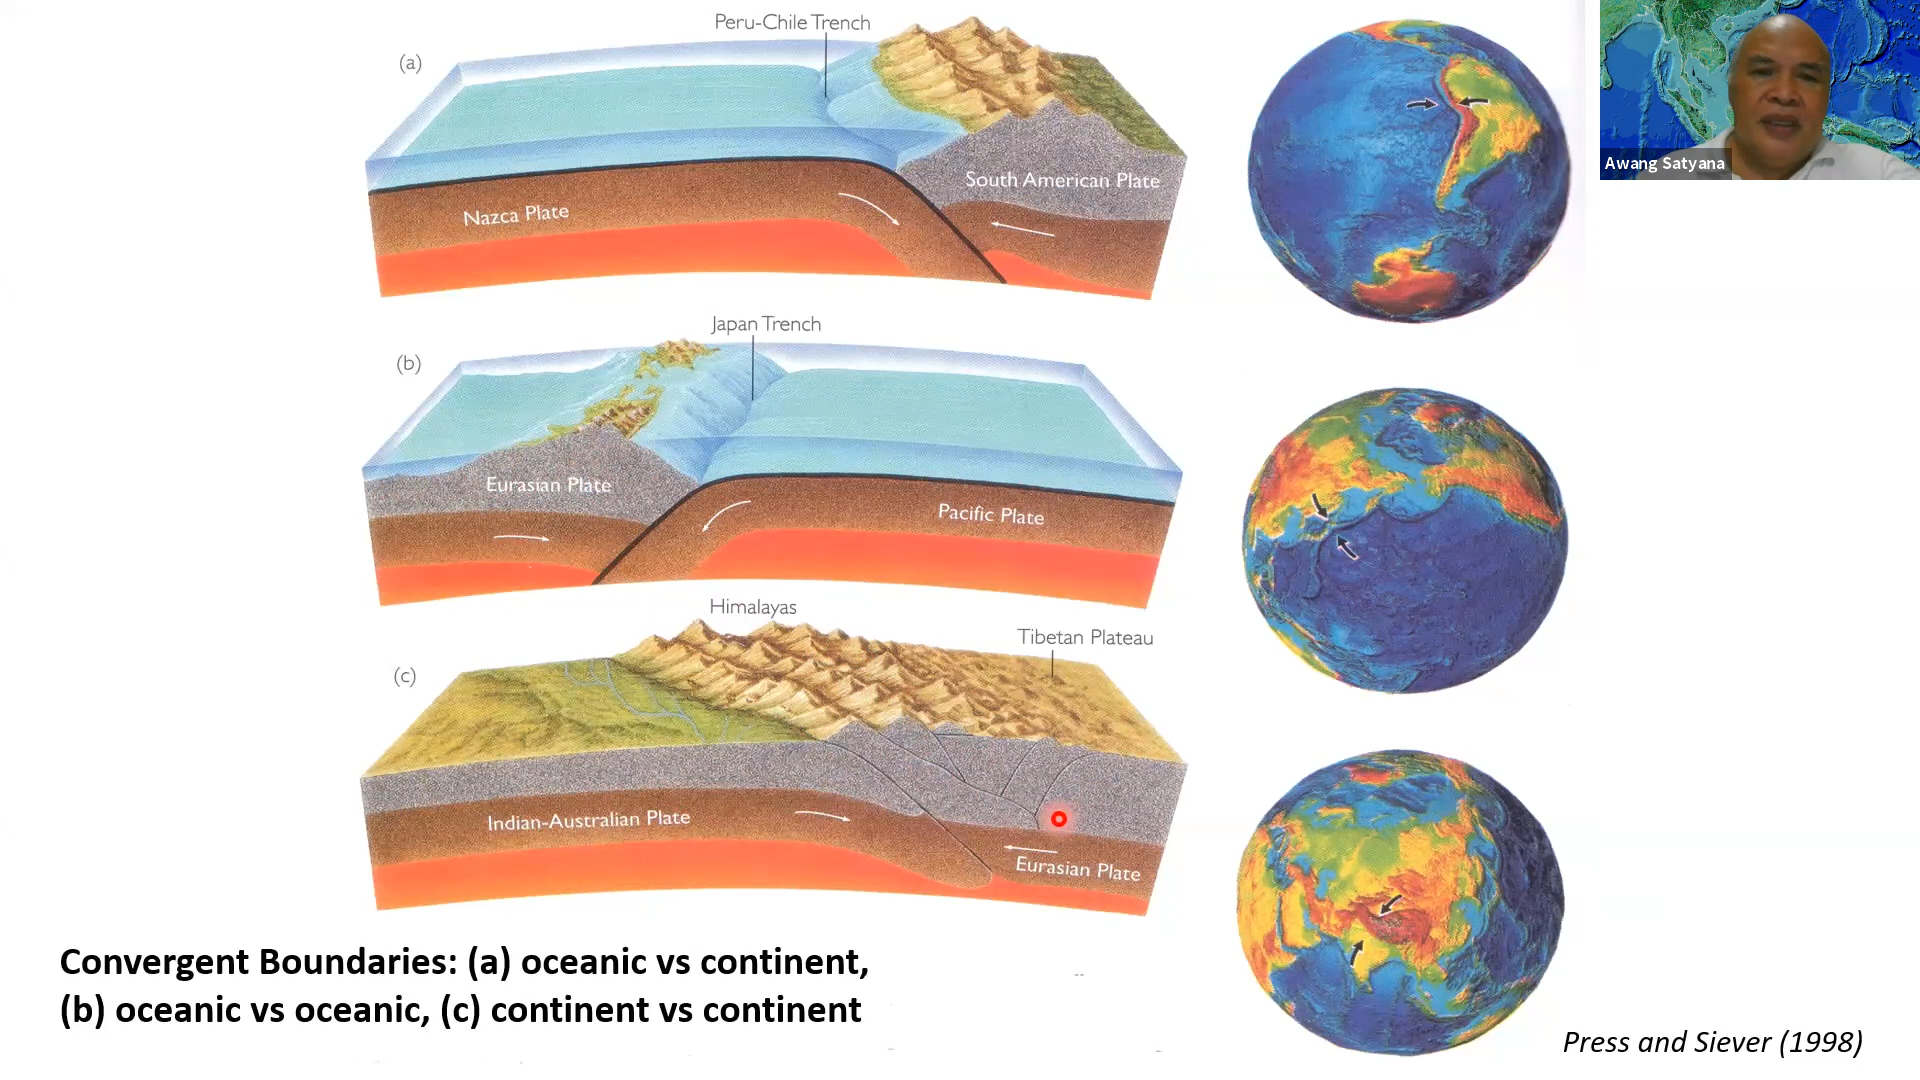 Peru-Chile Trench
(a)
South American Plate
Nazca Plate
Awang Satyana
Japan Trench
(b)
Eurasian Plate
Pacific Plate
Himalayas
Tibetan Plateau
(c)
Indian-Australian Plate
Eurasian Plate
Convergent Boundaries: (a) oceanic vs continent,
(b) oceanic vs oceanic, (c) continent vs continent
Press and Siever (1998)